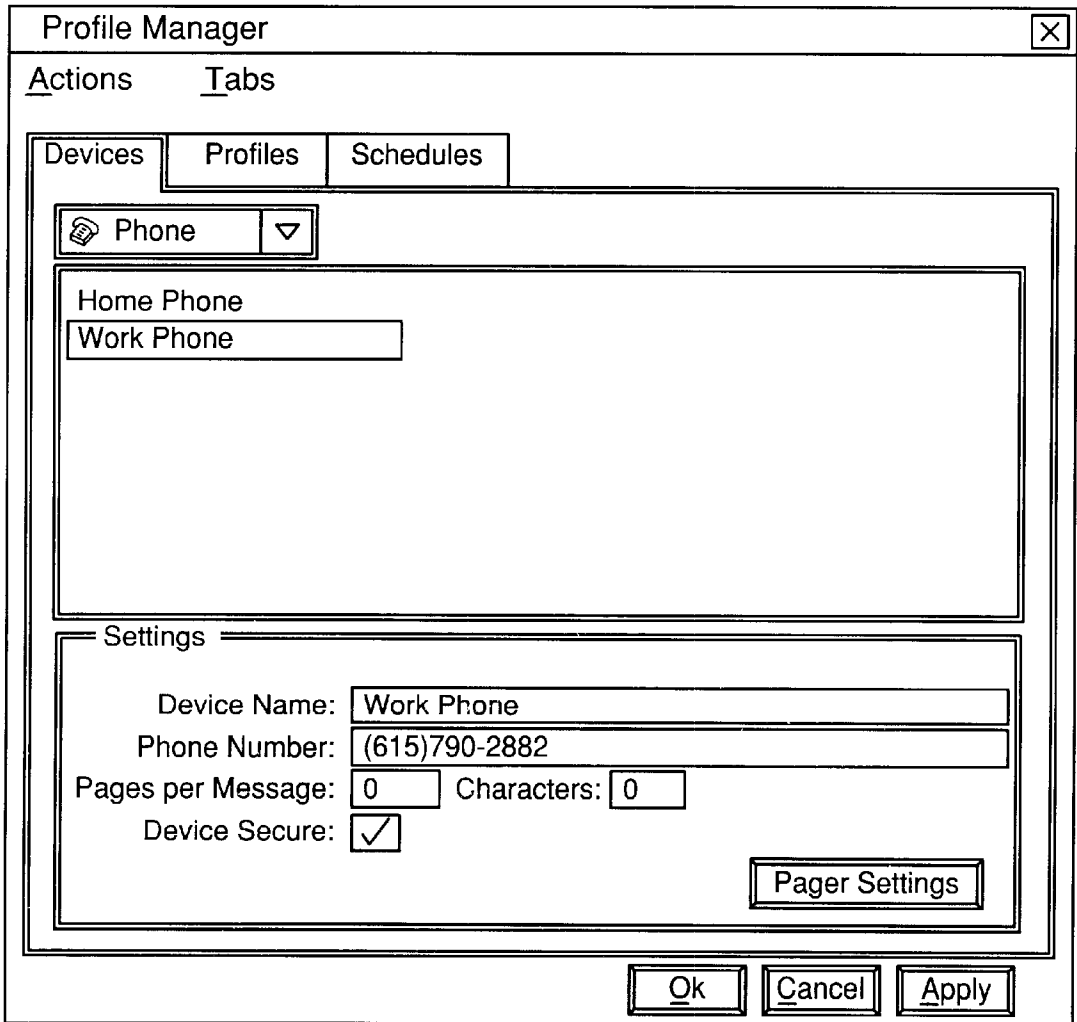 Profile Manager
Actions Tabs
Devices Profiles Schedules
Phone
Home Phone
Work Phone
Settings
Device Name: Work Phone
Phone Number: (615)790-2882
Pages per Message: 0 Characters: 0
Device Secure:
Pager Settings
Ok Cancel Apply